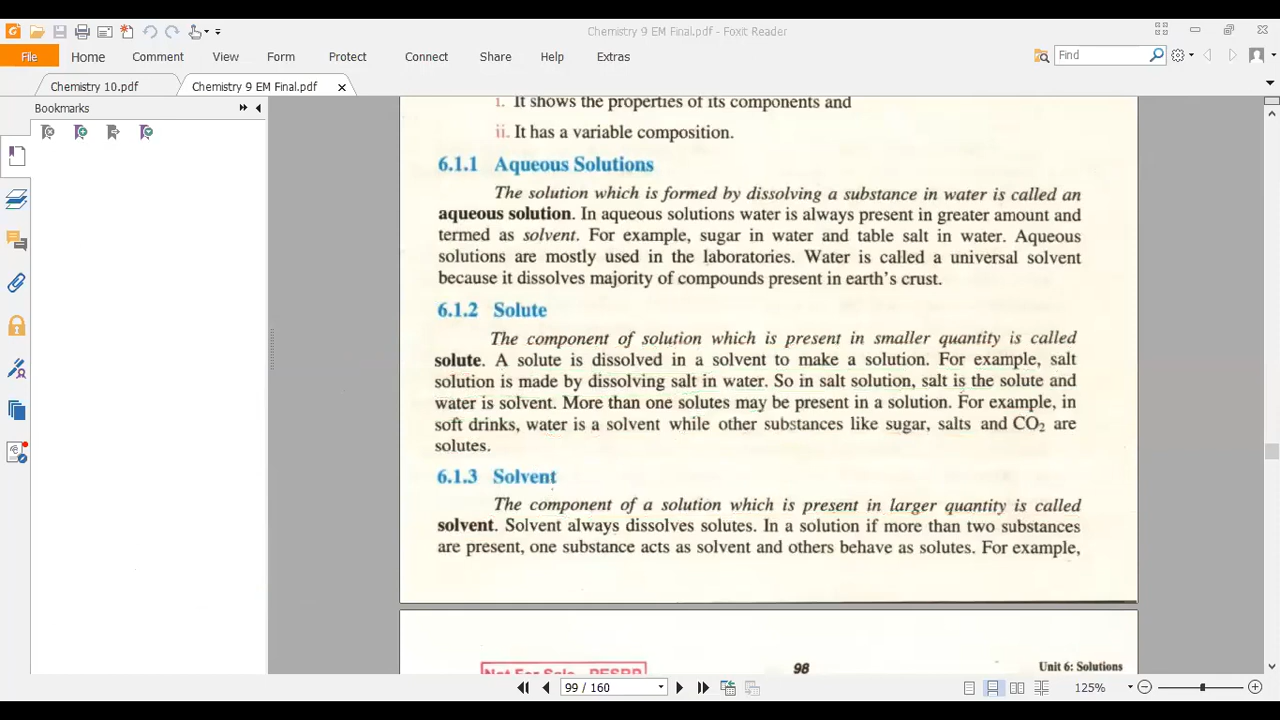 Chemistry 9 EM Final.pdf - Foxit Reader
File Home Comment View Form Protect Connect Share Help Extras Find
Chemistry 10.pdf Chemistry 9 EM Final.pdf
Bookmarks
i. It shows the properties of its components and
ii. It has a variable composition.
6.1.1 Aqueous Solutions
The solution which is formed by dissolving a substance in water is called an
aqueous solution. In aqueous solutions water is always present in greater amount and
termed as solvent. For example, sugar in water and table salt in water. Aqueous
solutions are mostly used in the laboratories. Water is called a universal solvent
because it dissolves majority of compounds present in earth's crust.
6.1.2 Solute
The component of solution which is present in smaller quantity is called
solute. A solute is dissolved in a solvent to make a solution. For example, salt
solution is made by dissolving salt in water. So in salt solution, salt is the solute and
water is solvent. More than one solutes may be present in a solution. For example, in
soft drinks, water is a solvent while other substances like sugar, salts and CO₂ are
solutes.
6.1.3 Solvent
The component of a solution which is present in larger quantity is called
solvent. Solvent always dissolves solutes. In a solution if more than two substances
are present, one substance acts as solvent and others behave as solutes. For example,
98 Unit 6: Solutions
99 / 160 125%